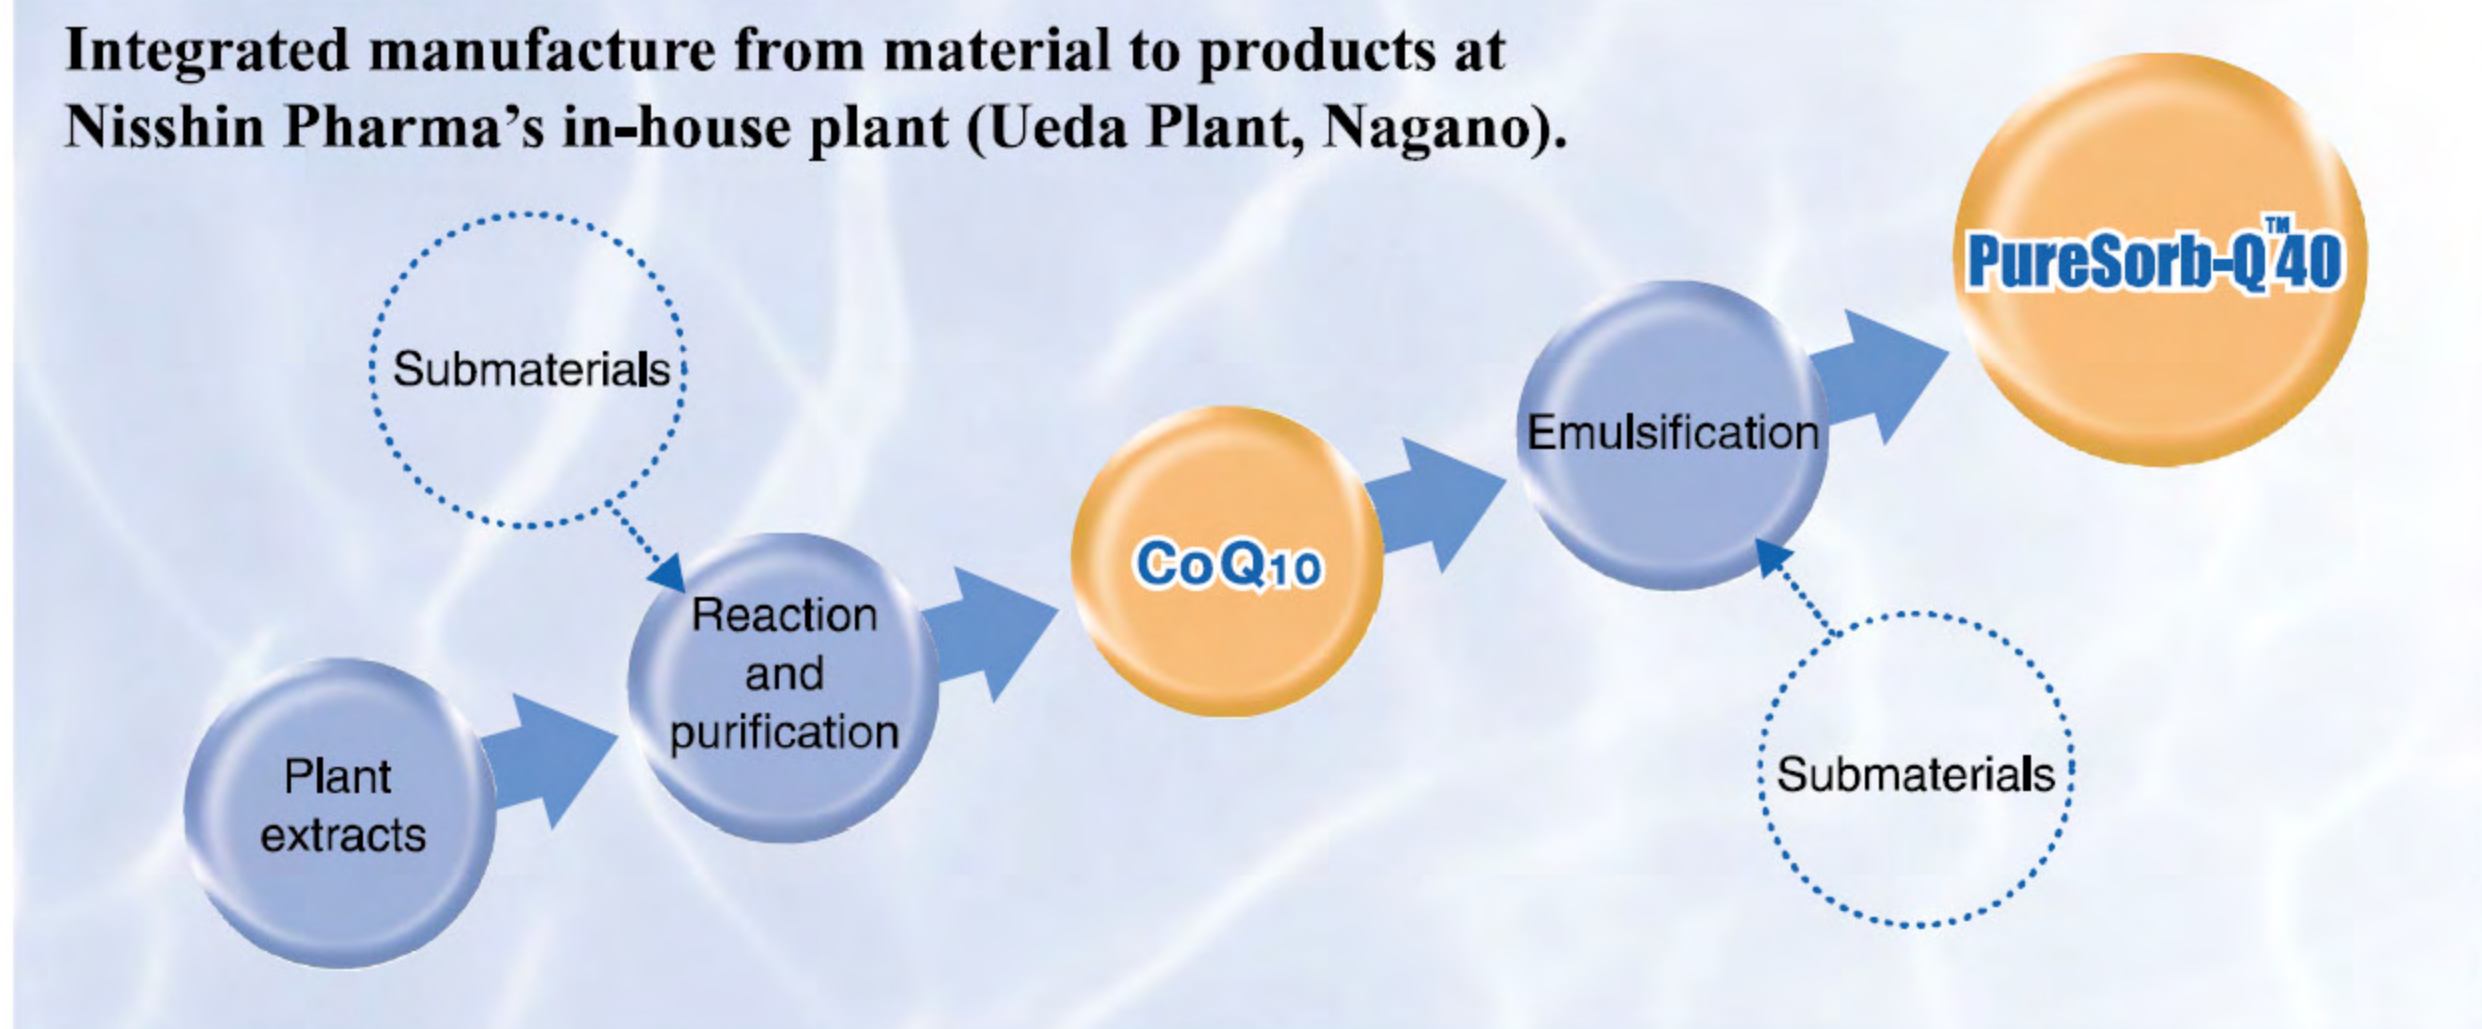 Integrated manufacture from material to products at
Nisshin Pharma’s in-house plant (Ueda Plant, Nagano).
PureSorb-Q™40
Submaterials
Emulsification
CoQ10
Reaction
and
purification
Plant
extracts
Submaterials